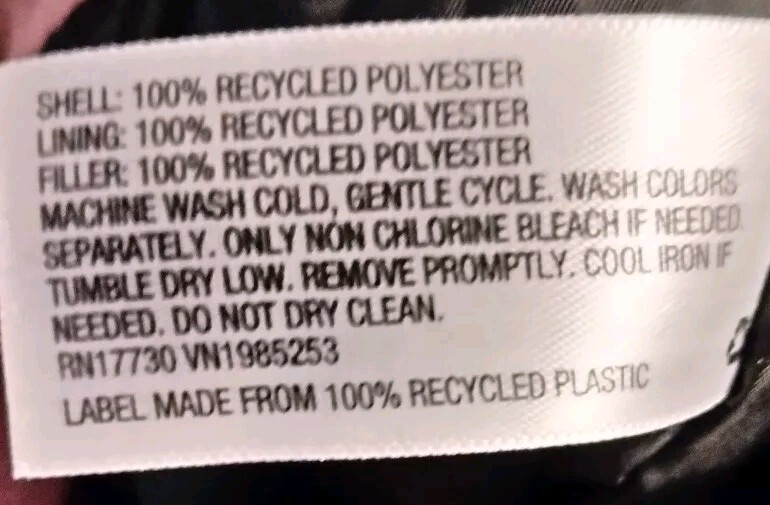 SHELL: 100% RECYCLED POLYESTER
LINING: 100% RECYCLED POLYESTER
FILLER: 100% RECYCLED POLYESTER
MACHINE WASH COLD, GENTLE CYCLE. WASH COLORS
SEPARATELY. ONLY NON CHLORINE BLEACH IF NEEDED.
TUMBLE DRY LOW. REMOVE PROMPTLY. COOL IRON IF
NEEDED. DO NOT DRY CLEAN.
RN17730 VN1985253
LABEL MADE FROM 100% RECYCLED PLASTIC